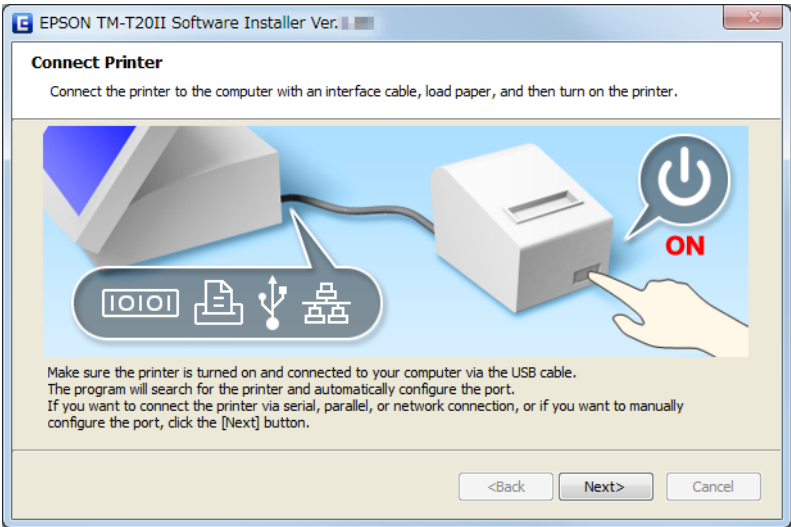 EPSON TM-T20II Software Installer Ver.
Connect Printer
Connect the printer to the computer with an interface cable, load paper, and then turn on the printer.
ON
IOIOI
Make sure the printer is turned on and connected to your computer via the USB cable.
The program will search for the printer and automatically configure the port.
If you want to connect the printer via serial, parallel, or network connection, or if you want to manually
configure the port, click the [Next] button.
<Back
Next>
Cancel